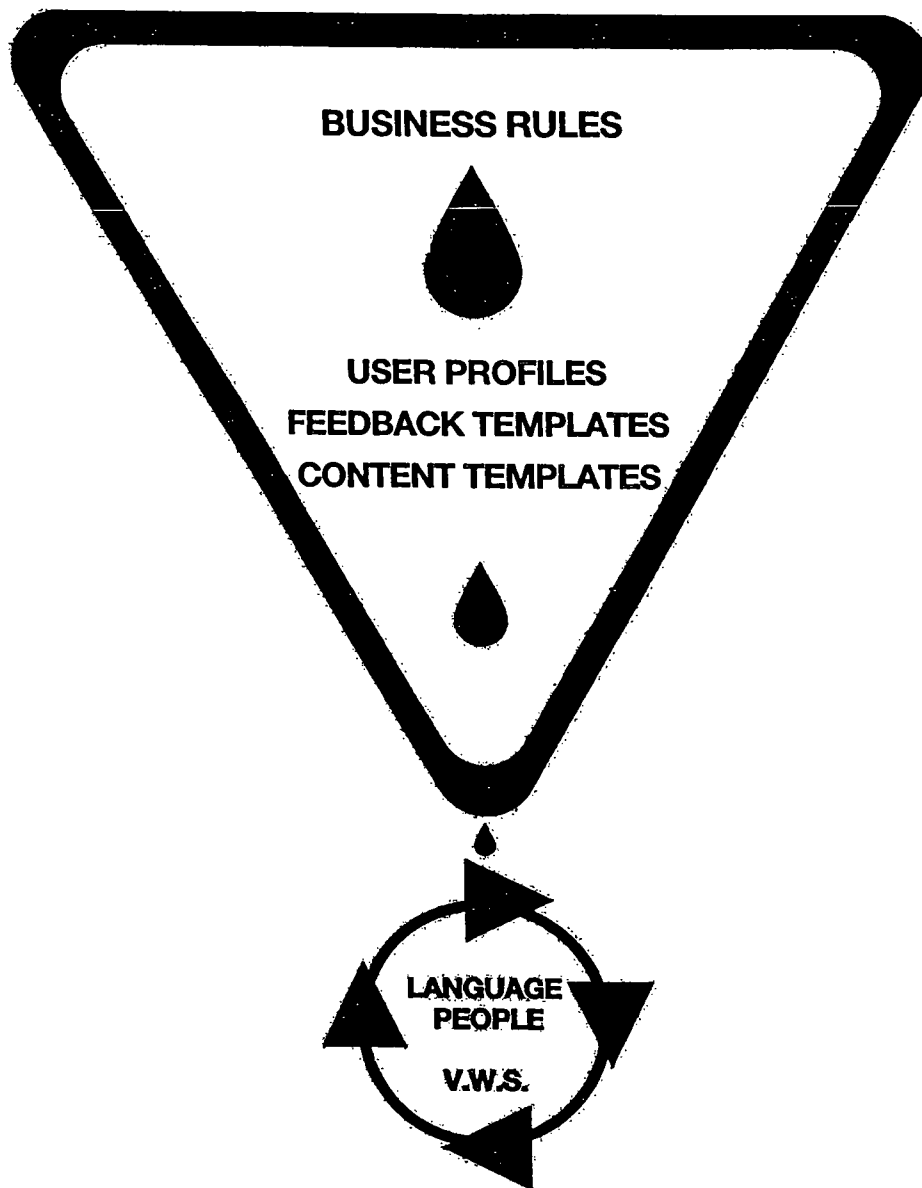 BUSINESS RULES
USER PROFILES
FEEDBACK TEMPLATES
CONTENT TEMPLATES
LANGUAGE
PEOPLE
V.W.S.